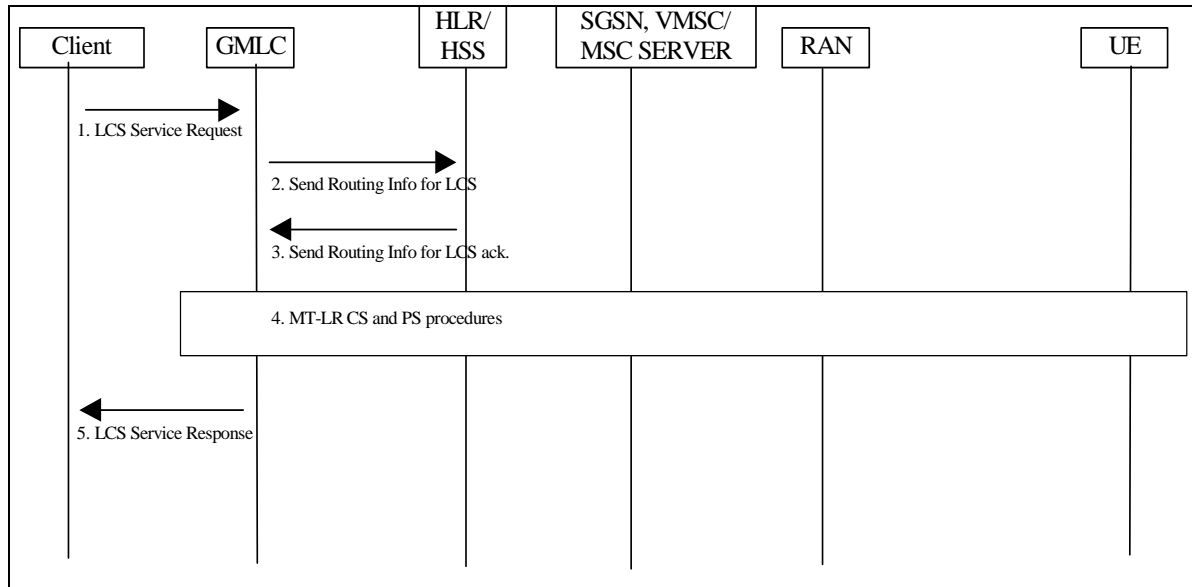 Client
GMLC
HLR/
HSS
SGSN, VMSC/
MSC SERVER
RAN
UE
1. LCS Service Request
2. Send Routing Info for LCS
3. Send Routing Info for LCS ack.
4. MT-LR CS and PS procedures
5. LCS Service Response